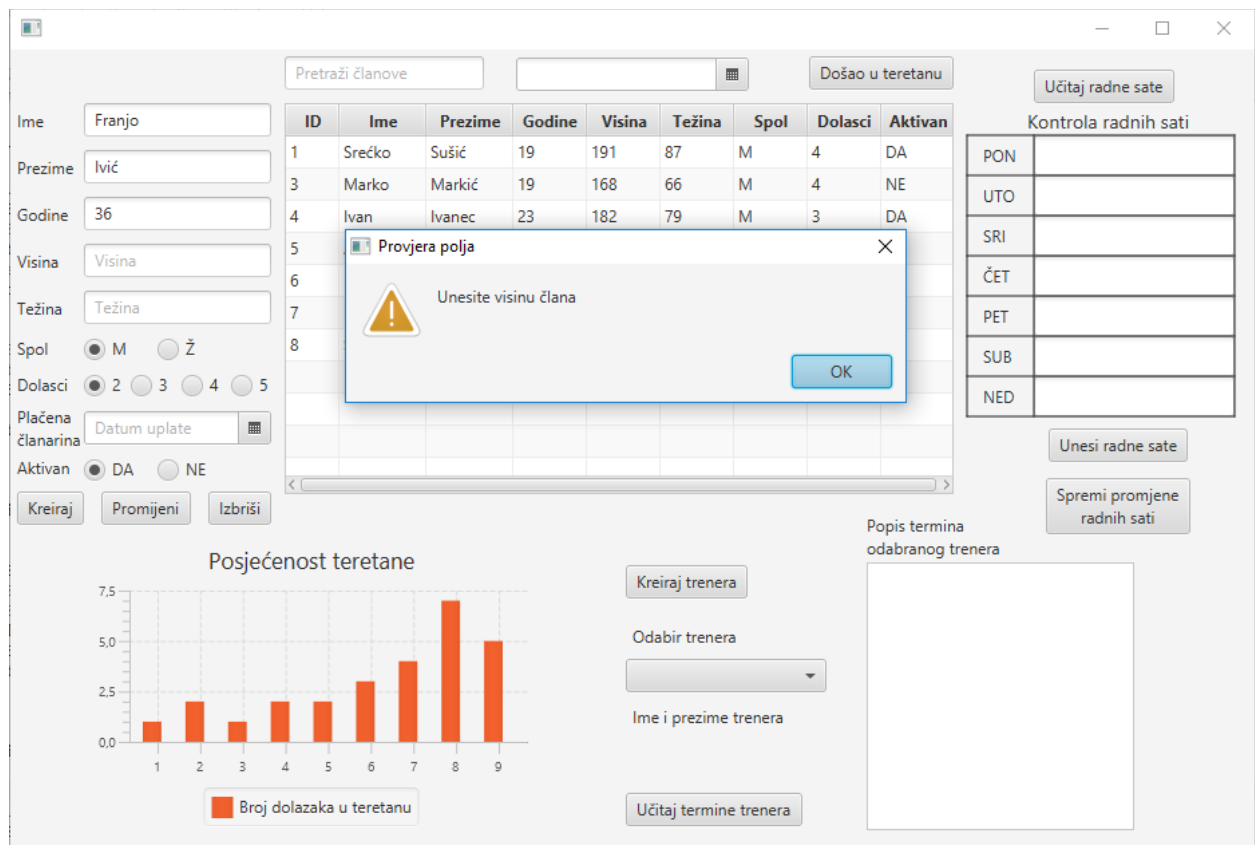 Pretraži članove
Došao u teretanu
Učitaj radne sate
Ime Franjo
Prezime Ivić
Godine 36
Visina Visina
Težina Težina
Spol M Ž
Dolasci 2 3 4 5
Plačena
članarina
Datum uplate
Aktivan DA NE
Kreiraj Promijeni Izbriši
ID Ime Prezime Godine Visina Težina Spol Dolasci Aktivan
1 Srećko Sušić 19 191 87 M 4 DA
3 Marko Markić 19 168 66 M 4 NE
4 Ivan Ivanec 23 182 79 M 3 DA
5
6
7
8
Provjera polja
Unesite visinu člana
OK
Kontrola radnih sati
PON
UTO
SRI
ČET
PET
SUB
NED
Unesi radne sate
Spremi promjene
radnih sati
Posjećenost teretane
7,5
5,0
2,5
0,0
1 2 3 4 5 6 7 8 9
Broj dolazaka u teretanu
Kreiraj trenera
Odabir trenera
Ime i prezime trenera
Učitaj termine trenera
Popis termina
odabranog trenera